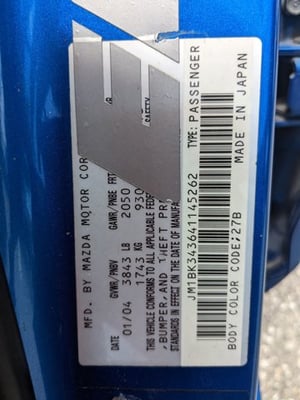 MFD. BY MAZDA MOTOR COR
DATE GVWR/PNBV GAWR/PNBE FRT
01/04 3843 LB 2050
1743 KG 930
THIS VEHICLE CONFORMS TO ALL APPLICABLE FEDE
SAFETY
, BUMPER, AND THEFT PR
STANDARDS IN EFFECT ON THE DATE OF MANUFA
JM1BK343641145262 TYPE: PASSENGER
BODY COLOR CODE: 27B MADE IN JAPAN